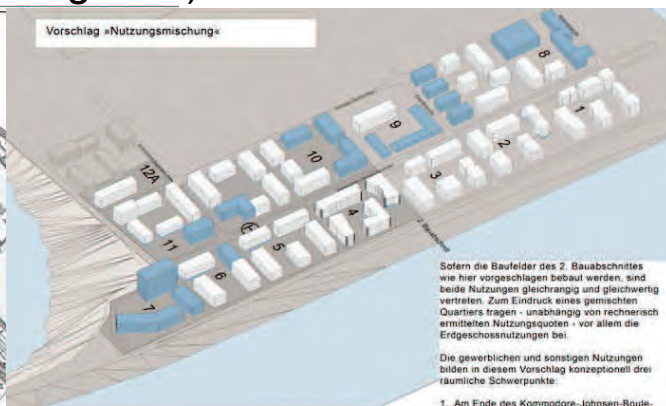 Vorschlag »Nutzungsmischung«
8
1
9
2
10
3
12A
4
11
H
5
6
2. Bauabschnitt
7
Sofern die Baufelder des 2. Bauabschnittes
wie hier vorgeschlagen bebaut werden, sind
beide Nutzungen gleichrangig und gleichwertig
vertreten. Zum Eindruck eines gemischten
Quartiers tragen - unabhängig von rechnerisch
ermittelten Nutzungsquoten - vor allem die
Erdgeschossnutzungen bei.
Die gewerblichen und sonstigen Nutzungen
bilden in diesem Vorschlag konzeptionell drei
räumliche Schwerpunkte:
1. Am Ende des Kommodore-Johnsen-Boule-